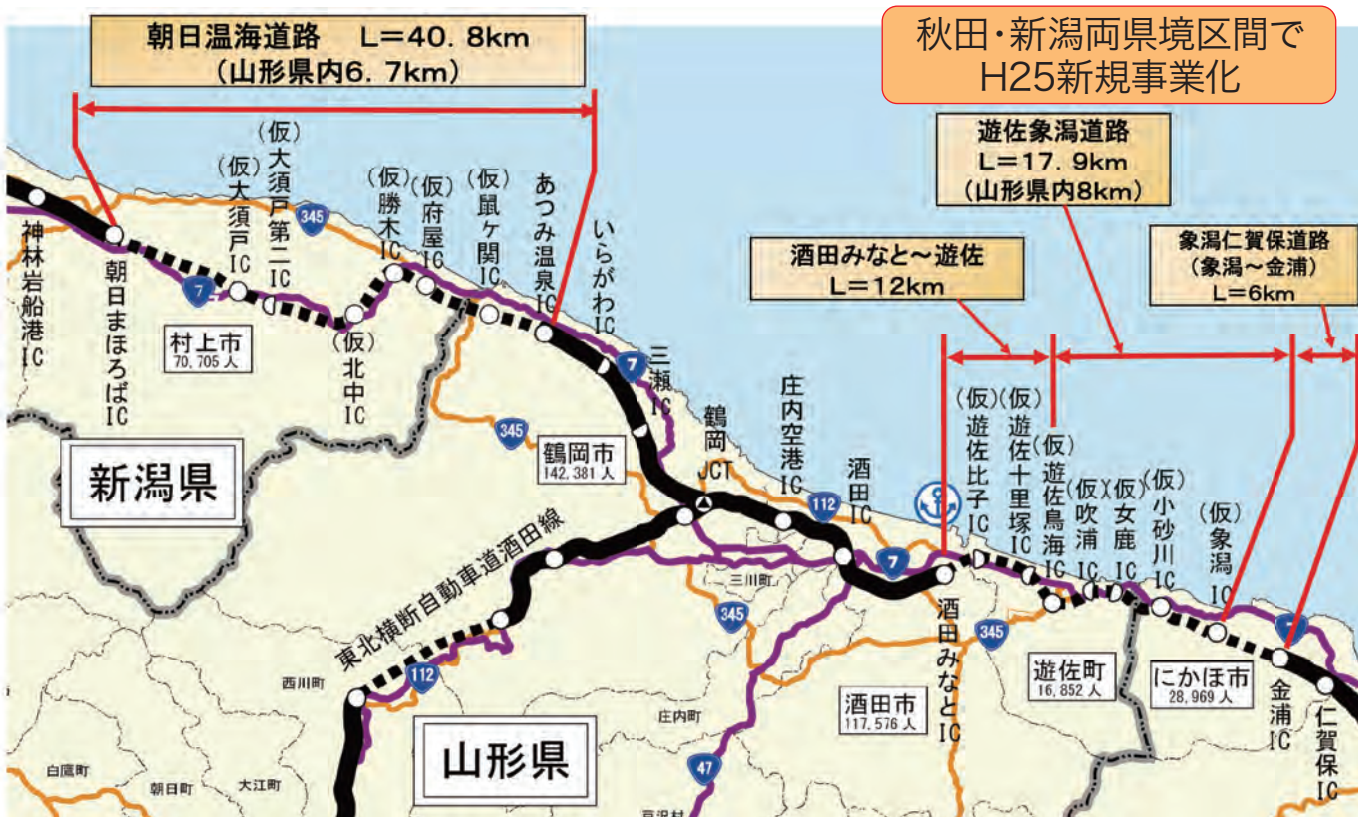 朝日温海道路 L=40.8km
(山形県内6.7km)
秋田・新潟両県境区間で
H25新規事業化
遊佐象潟道路
L=17.9km
(山形県内8km)
酒田みなと～遊佐
L=12km
象潟仁賀保道路
(象潟～金浦)
L=6km
神林岩船港IC
朝日まほろばIC
(仮)大須戸IC
(仮)大須戸第二IC
(仮)北中IC
(仮)勝木IC
(仮)府屋IC
(仮)鼠ヶ関IC
あつみ温泉IC
いらがわIC
三瀬IC
鶴岡JCT
庄内空港IC
酒田IC
酒田みなとIC
(仮)遊佐比子IC
(仮)遊佐十里塚IC
(仮)遊佐鳥海IC
(仮)吹浦IC
(仮)女鹿IC
(仮)小砂川IC
(仮)象潟IC
金浦IC
仁賀保IC
345
7
村上市
70,705人
新潟県
7
345
鶴岡市
142,381人
112
7
三川町
345
345
東北横断自動車道酒田線
112
西川町
山形県
白鷹町
朝日町
大江町
庄内町
47
酒田市
117,576人
遊佐町
16,852人
にかほ市
28,969人
7